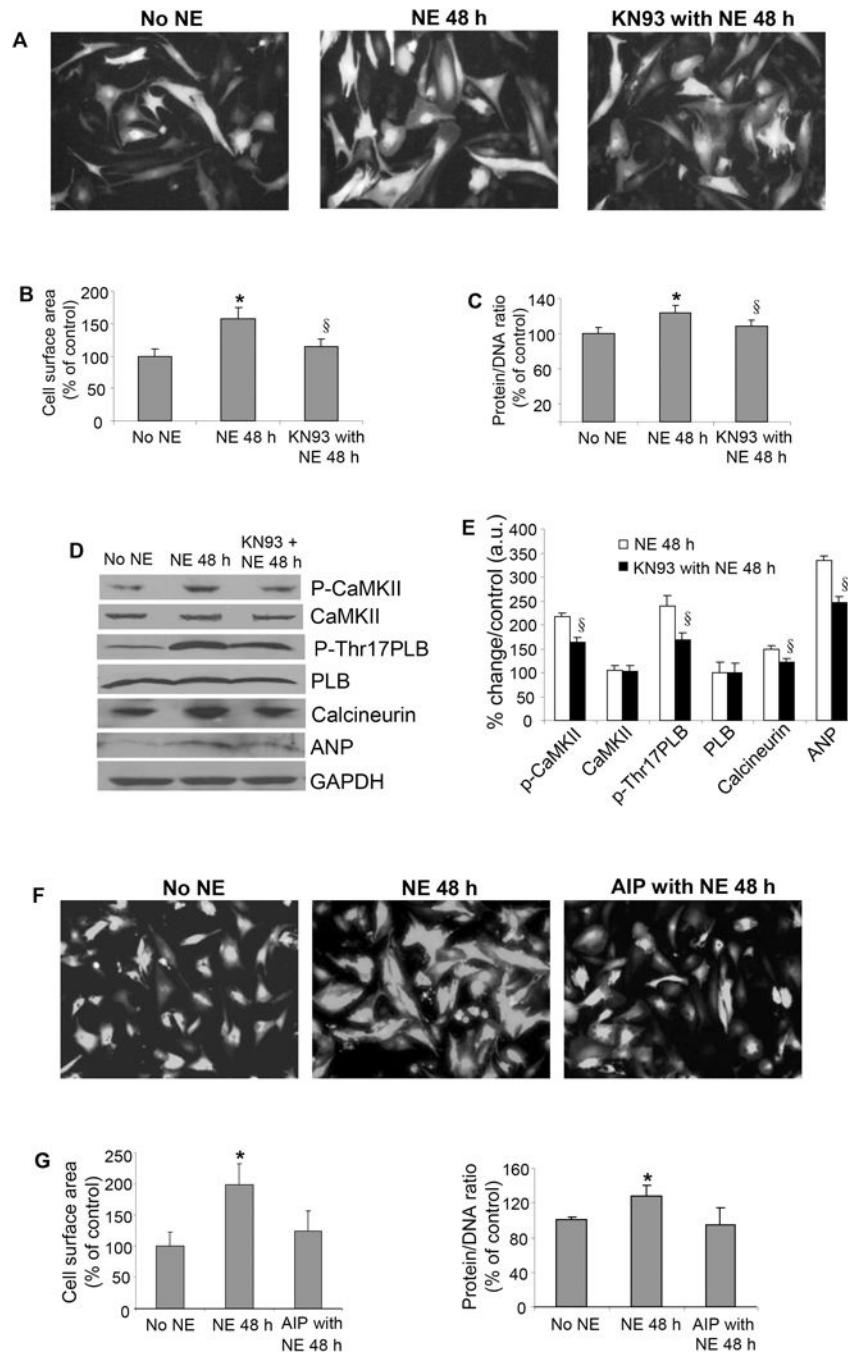 A
No NE
NE 48 h
KN93 with NE 48 h
B
Cell surface area
(% of control)
200
150
100
50
0
*
§
No NE
NE 48 h
KN93 with
NE 48 h
C
Protein/DNA ratio
(% of control)
140
100
60
20
*
§
No NE
NE 48 h
KN93 with
NE 48 h
D
No NE
NE 48 h
KN93 +
NE 48 h
P-CaMKII
CaMKII
P-Thr17PLB
PLB
Calcineurin
ANP
GAPDH
E
% change/control (a.u.)
400
350
300
250
200
150
100
50
0
NE 48 h
KN93 with NE 48 h
§
§
§
§
p-CaMKII
CaMKII
p-Thr17PLB
PLB
Calcineurin
ANP
F
No NE
NE 48 h
AIP with NE 48 h
G
Cell surface area
(% of control)
250
200
150
100
50
0
*
No NE
NE 48 h
AIP with
NE 48 h
Protein/DNA ratio
(% of control)
160
120
80
40
0
*
No NE
NE 48 h
AIP with
NE 48 h